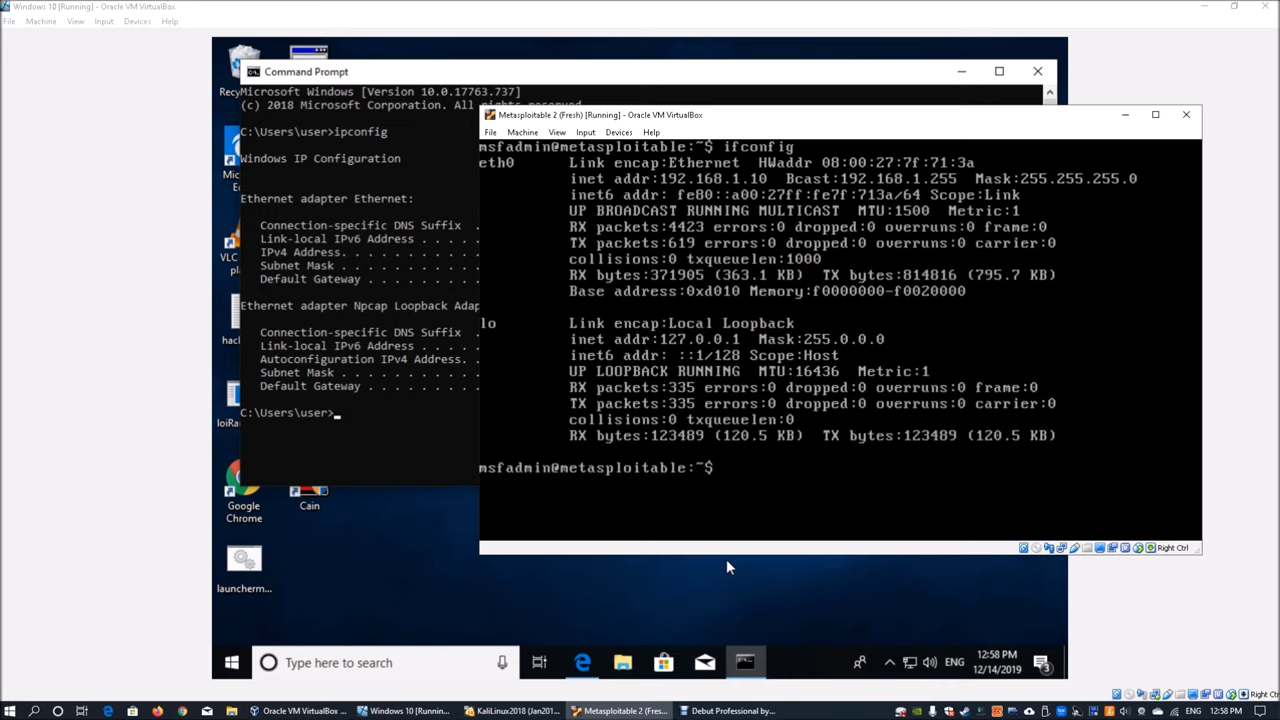 Windows 10 [Running] - Oracle VM VirtualBox
File Machine View Input Devices Help
Command Prompt
Microsoft Windows [Version 10.0.17763.737]
(c) 2018 Microsoft Corporation. All rights reserved.
C:\Users\user>ipconfig
Windows IP Configuration
Ethernet adapter Ethernet:
Connection-specific DNS Suffix .
Link-local IPv6 Address . . . . .
IPv4 Address. . . . . . . . . . .
Subnet Mask . . . . . . . . . . .
Default Gateway . . . . . . . . .
Ethernet adapter Npcap Loopback Adap
Connection-specific DNS Suffix .
Link-local IPv6 Address . . . . .
Autoconfiguration IPv4 Address. .
Subnet Mask . . . . . . . . . . .
Default Gateway . . . . . . . . .
C:\Users\user>
Metasploitable 2 (Fresh) [Running] - Oracle VM VirtualBox
File Machine View Input Devices Help
msfadmin@metasploitable:~$ ifconfig
eth0 Link encap:Ethernet HWaddr 08:00:27:7f:71:3a
inet addr:192.168.1.10 Bcast:192.168.1.255 Mask:255.255.255.0
inet6 addr: fe80::a00:27ff:fe7f:713a/64 Scope:Link
UP BROADCAST RUNNING MULTICAST MTU:1500 Metric:1
RX packets:4423 errors:0 dropped:0 overruns:0 frame:0
TX packets:619 errors:0 dropped:0 overruns:0 carrier:0
collisions:0 txqueuelen:1000
RX bytes:371905 (363.1 KB) TX bytes:814816 (795.7 KB)
Base address:0xd010 Memory:f0000000-f0020000
lo Link encap:Local Loopback
inet addr:127.0.0.1 Mask:255.0.0.0
inet6 addr: ::1/128 Scope:Host
UP LOOPBACK RUNNING MTU:16436 Metric:1
RX packets:335 errors:0 dropped:0 overruns:0 frame:0
TX packets:335 errors:0 dropped:0 overruns:0 carrier:0
collisions:0 txqueuelen:0
RX bytes:123489 (120.5 KB) TX bytes:123489 (120.5 KB)
msfadmin@metasploitable:~$
Right Ctrl
Recy
Mic
E
VLC
pl
hac
loiRa
Google
Chrome
Cain
launcherm...
Type here to search
ENG
12:58 PM
12/14/2019
3
Right Ctrl
Oracle VM VirtualBox ...
Windows 10 [Runnin...
KaliLinux2018 (Jan201...
Metasploitable 2 (Fres...
Debut Professional by...
ENG
12:58 PM